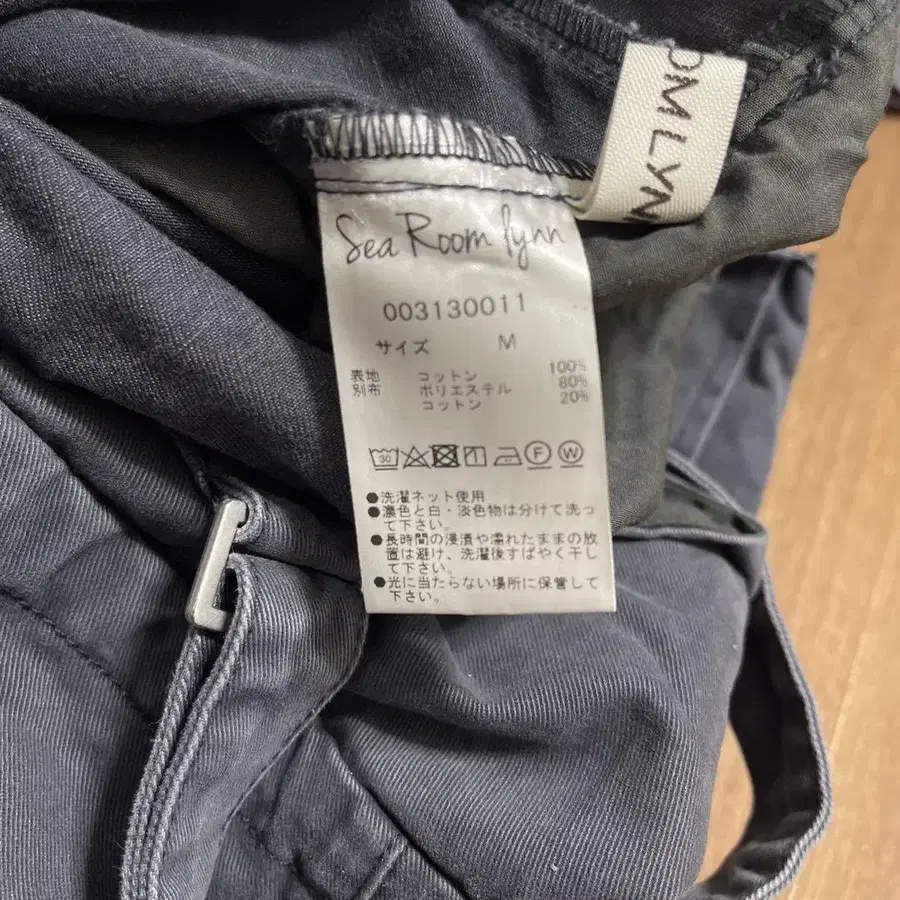 OMLYNN
Sea Room lynn
003130011
サイズ M
表地 コットン 100%
別布 ポリエステル 80%
コットン 20%
30 F W
●洗濯ネット使用
●濃色と白・淡色物は分けて洗っ
て下さい。
●長時間の浸漬や濡れたままの放
置は避け、洗濯後すばやく干し
て下さい。
●光に当たらない場所に保管して
下さい。